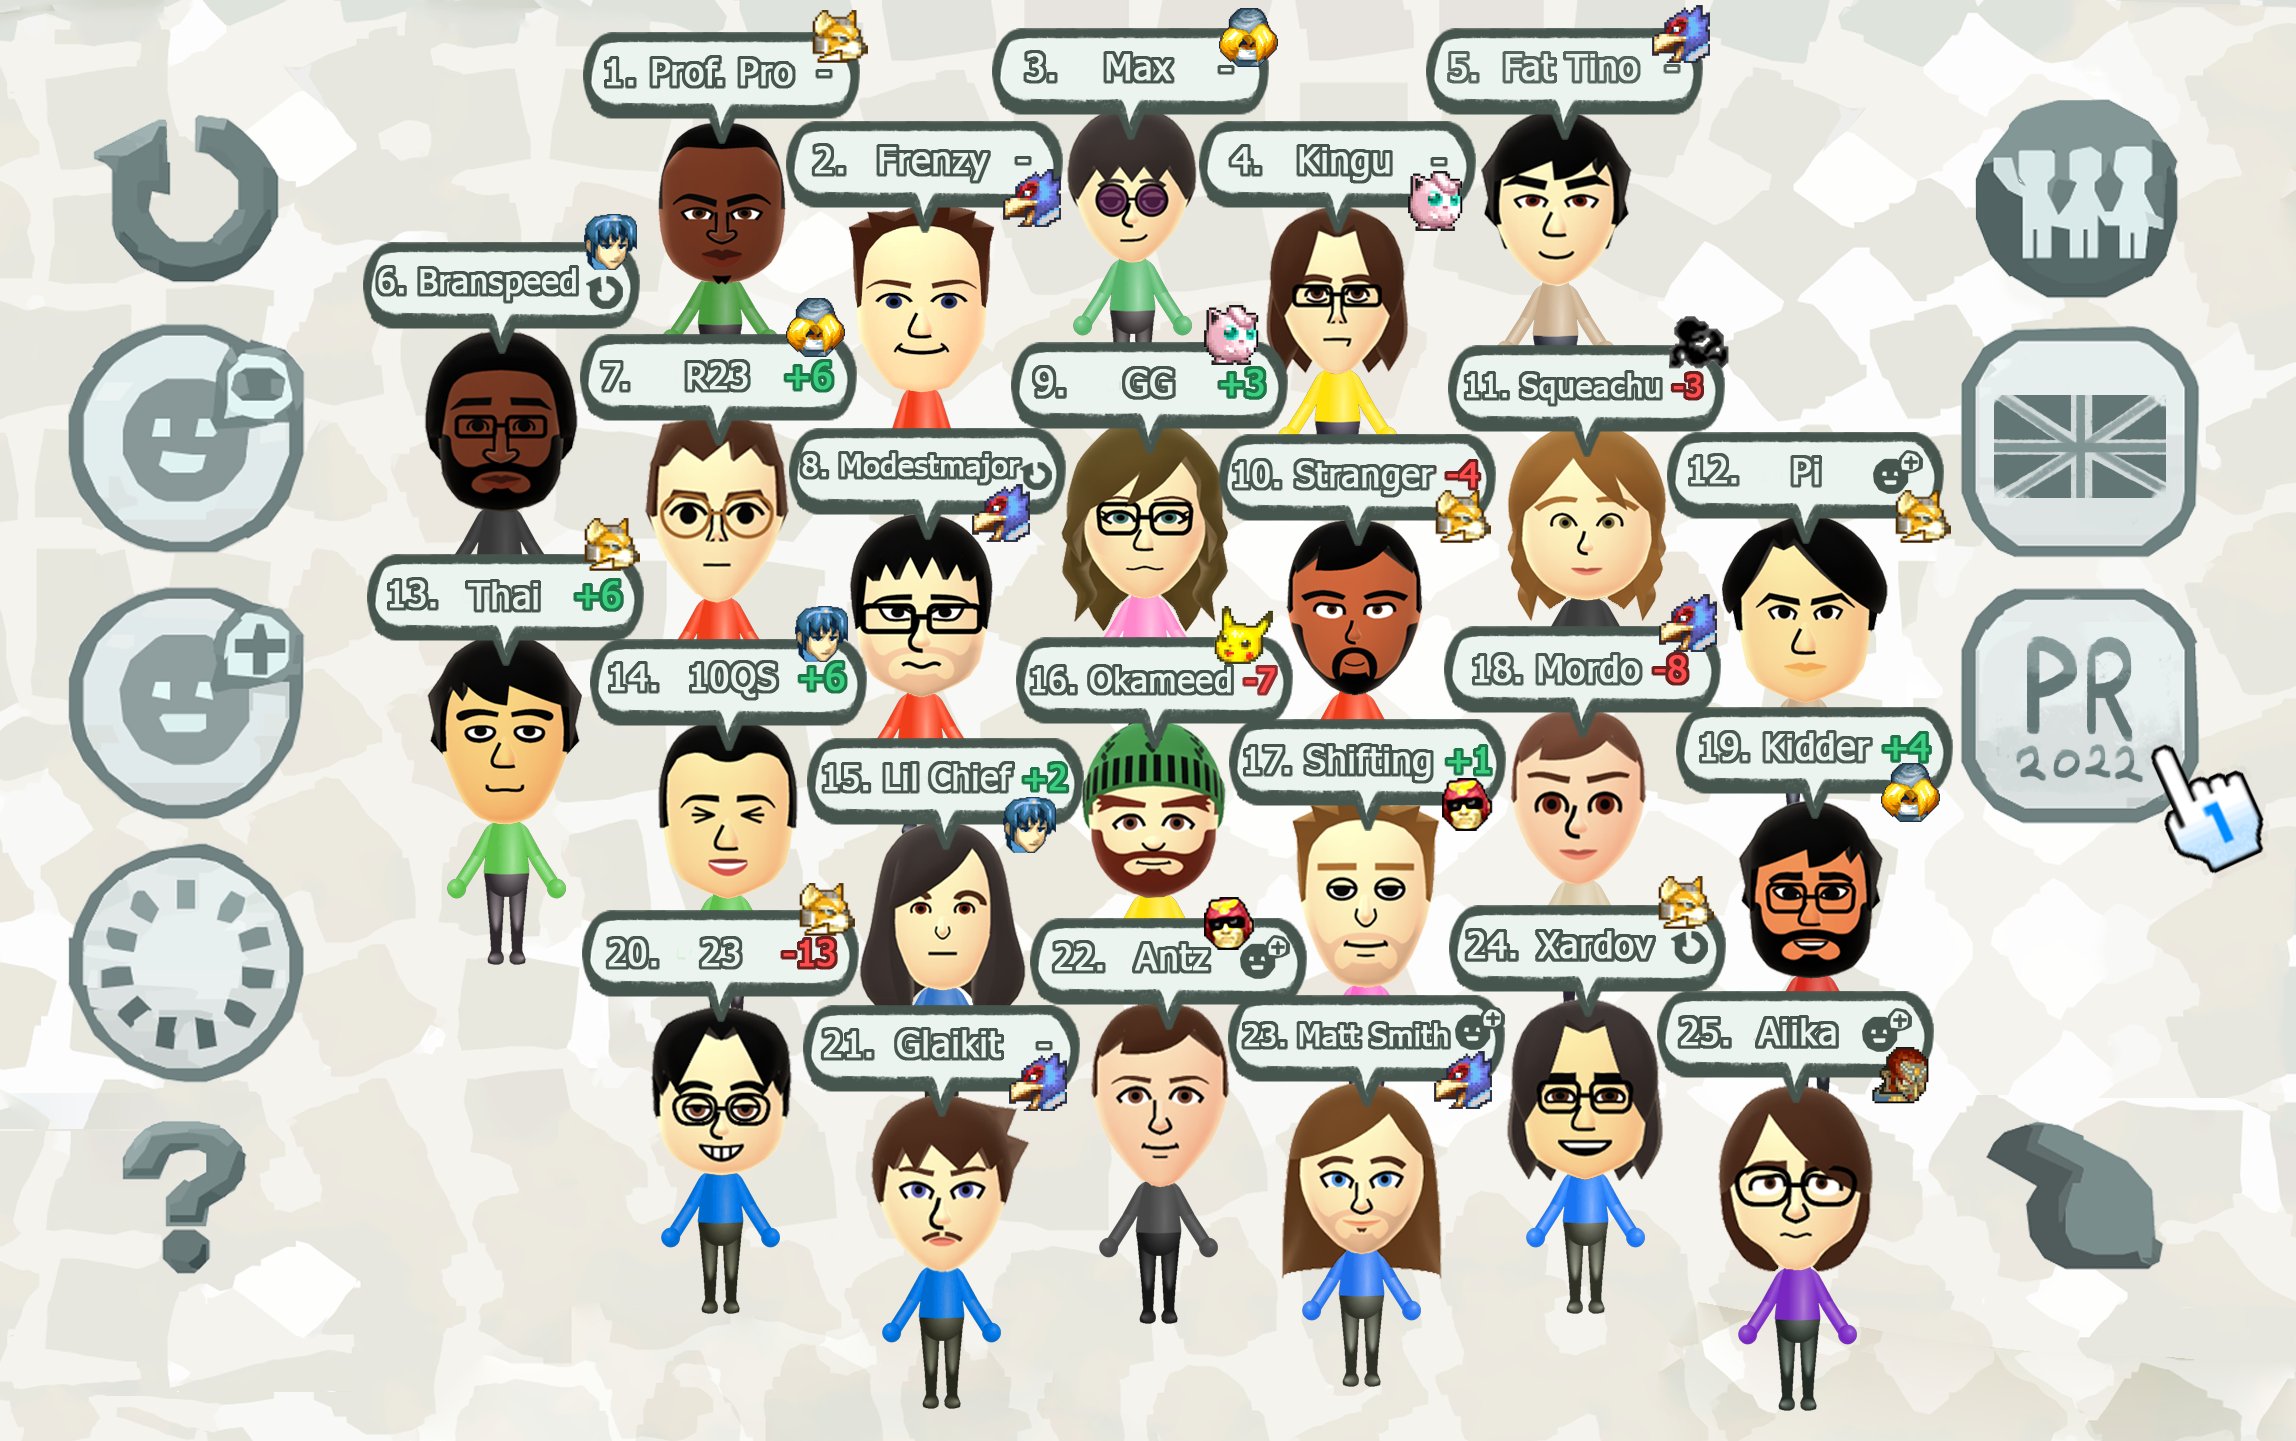 1. Prof. Pro -
2. Frenzy -
3. Max -
4. Kingu -
5. Fat Tino -
6. Branspeed
7. R23 +6
8. Modestmajor
9. GG +3
10. Stranger -4
11. Squeachu -3
12. Pi
13. Thai +6
14. 10QS +6
15. Lil Chief +2
16. Okameed -7
17. Shifting +1
18. Mordo -8
19. Kidder +4
20. 23 -13
21. Glaikit -
22. Antz
23. Matt Smith
24. Xardov
25. Aiika
PR
2022
1
?